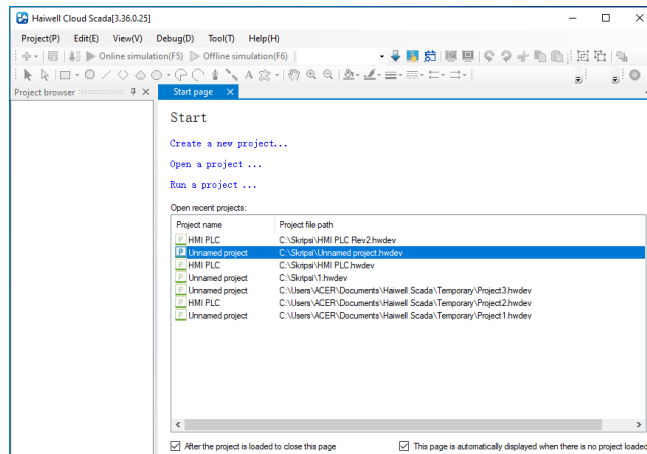 Haiwell Cloud Scada[3.36.0.25]
Project(P) Edit(E) View(V) Debug(D) Tool(T) Help(H)
Online simulation(F5) Offline simulation(F6)
Project browser
Start page
Start
Create a new project...
Open a project ...
Run a project ...
Open recent projects:
Project name Project file path
HMI PLC C:\Skripsi\HMI PLC Rev2.hwdev
Unnamed project C:\Skripsi\Unnamed project.hwdev
HMI PLC C:\Skripsi\HMI PLC.hwdev
Unnamed project C:\Skripsi\1.hwdev
Unnamed project C:\Users\ACER\Documents\Haiwell Scada\Temporary\Project3.hwdev
HMI PLC C:\Users\ACER\Documents\Haiwell Scada\Temporary\Project2.hwdev
Unnamed project C:\Users\ACER\Documents\Haiwell Scada\Temporary\Project1.hwdev
After the project is loaded to close this page This page is automatically displayed when there is no project loaded